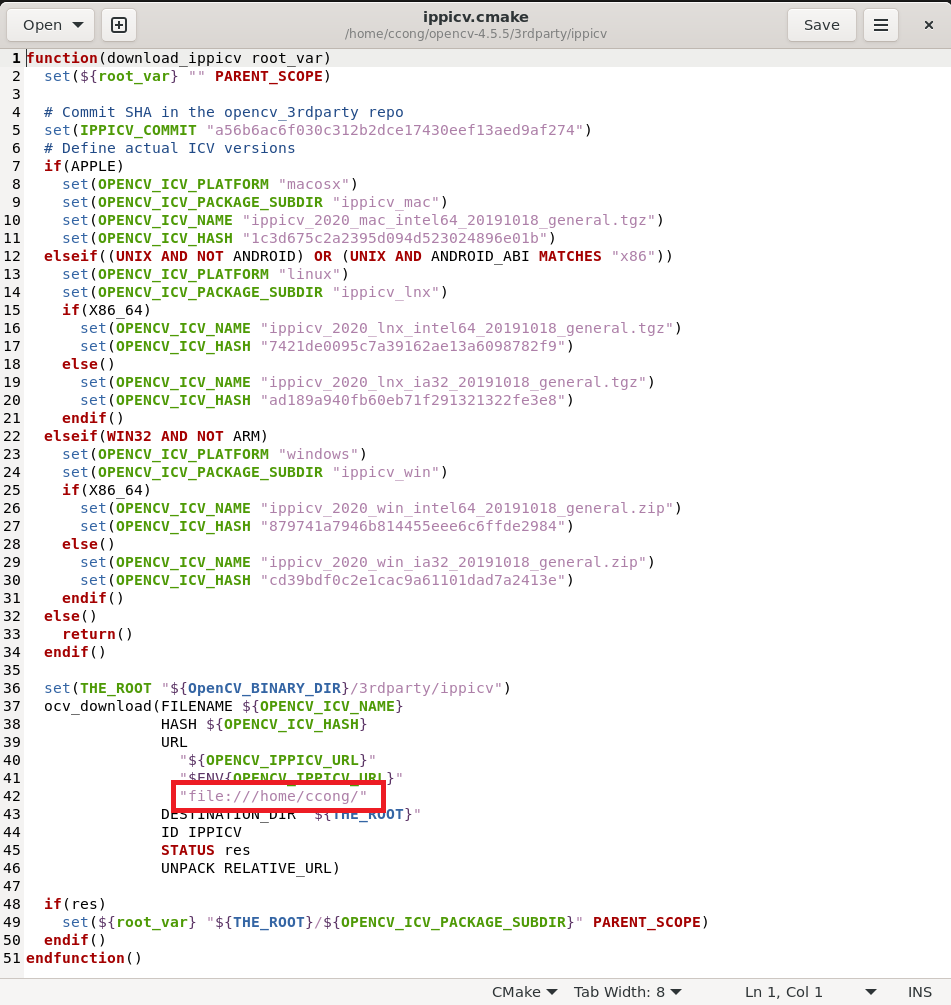 Open
ippicv.cmake
/home/ccong/opencv-4.5.5/3rdparty/ippicv
Save
1 function(download_ippicv root_var)
2   set(${root_var} "" PARENT_SCOPE)
3
4   # Commit SHA in the opencv_3rdparty repo
5   set(IPPICV_COMMIT "a56b6ac6f030c312b2dce17430eef13aed9af274")
6   # Define actual ICV versions
7   if(APPLE)
8     set(OPENCV_ICV_PLATFORM "macosx")
9     set(OPENCV_ICV_PACKAGE_SUBDIR "ippicv_mac")
10     set(OPENCV_ICV_NAME "ippicv_2020_mac_intel64_20191018_general.tgz")
11     set(OPENCV_ICV_HASH "1c3d675c2a2395d094d523024896e01b")
12   elseif((UNIX AND NOT ANDROID) OR (UNIX AND ANDROID_ABI MATCHES "x86"))
13     set(OPENCV_ICV_PLATFORM "linux")
14     set(OPENCV_ICV_PACKAGE_SUBDIR "ippicv_lnx")
15     if(X86_64)
16       set(OPENCV_ICV_NAME "ippicv_2020_lnx_intel64_20191018_general.tgz")
17       set(OPENCV_ICV_HASH "7421de0095c7a39162ae13a6098782f9")
18     else()
19       set(OPENCV_ICV_NAME "ippicv_2020_lnx_ia32_20191018_general.tgz")
20       set(OPENCV_ICV_HASH "ad189a940fb60eb71f291321322fe3e8")
21     endif()
22   elseif(WIN32 AND NOT ARM)
23     set(OPENCV_ICV_PLATFORM "windows")
24     set(OPENCV_ICV_PACKAGE_SUBDIR "ippicv_win")
25     if(X86_64)
26       set(OPENCV_ICV_NAME "ippicv_2020_win_intel64_20191018_general.zip")
27       set(OPENCV_ICV_HASH "879741a7946b814455eee6c6ffde2984")
28     else()
29       set(OPENCV_ICV_NAME "ippicv_2020_win_ia32_20191018_general.zip")
30       set(OPENCV_ICV_HASH "cd39bdf0c2e1cac9a61101dad7a2413e")
31     endif()
32   else()
33     return()
34   endif()
35
36   set(THE_ROOT "${OpenCV_BINARY_DIR}/3rdparty/ippicv")
37   ocv_download(FILENAME ${OPENCV_ICV_NAME}
38                HASH ${OPENCV_ICV_HASH}
39                URL
40                  "${OPENCV_IPPICV_URL}"
41                  "$ENV{OPENCV_IPPICV_URL}"
42                  "file:///home/ccong/"
43                DESTINATION_DIR "${THE_ROOT}"
44                ID IPPICV
45                STATUS res
46                UNPACK RELATIVE_URL)
47
48   if(res)
49     set(${root_var} "${THE_ROOT}/${OPENCV_ICV_PACKAGE_SUBDIR}" PARENT_SCOPE)
50   endif()
51 endfunction()
CMake Tab Width: 8 Ln 1, Col 1 INS